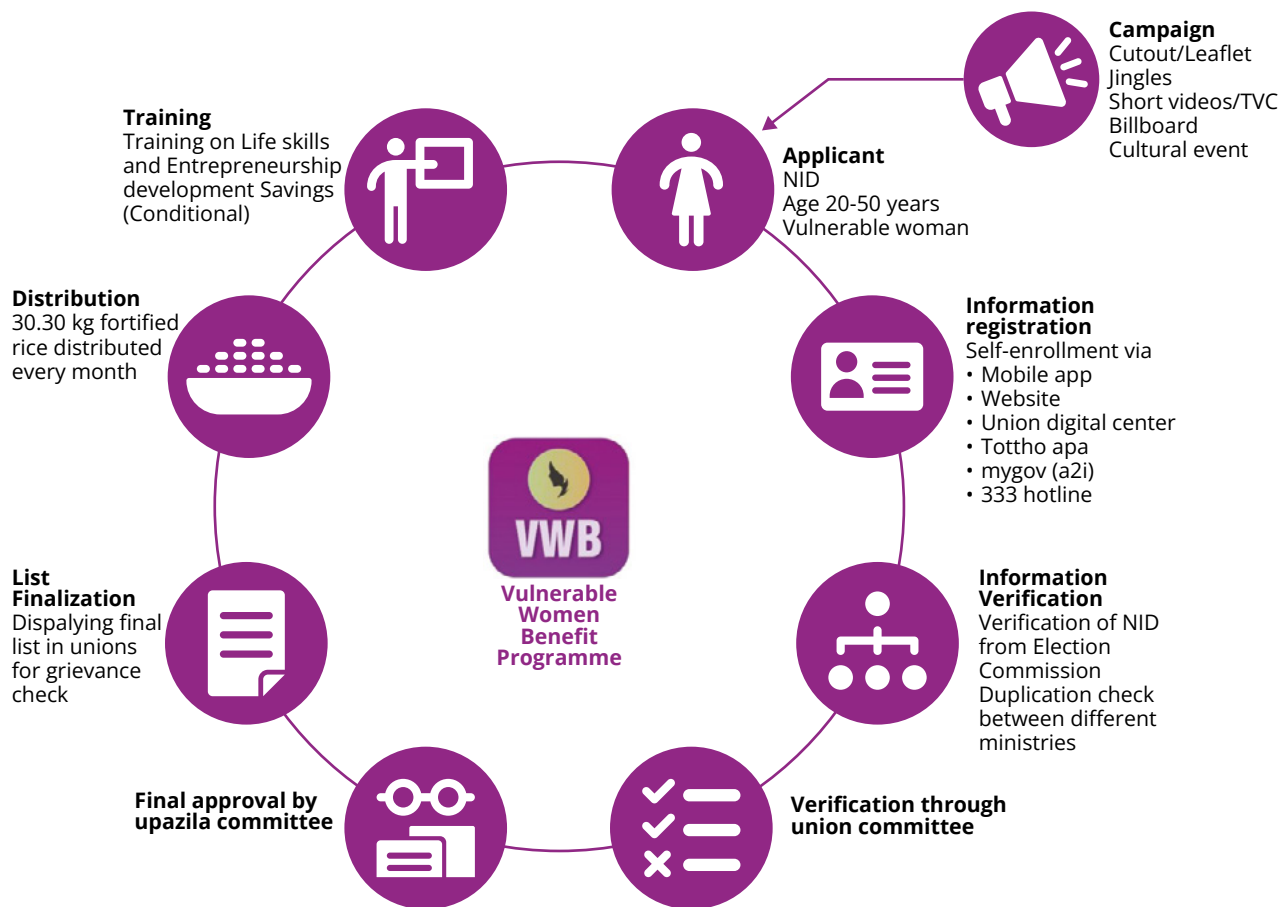 Campaign
Cutout/Leaflet
Jingles
Short videos/TVC
Billboard
Cultural event
Applicant
NID
Age 20-50 years
Vulnerable woman
Information
registration
Self-enrollment via
• Mobile app
• Website
• Union digital center
• Tottho apa
• mygov (a2i)
• 333 hotline
Information
Verification
Verification of NID
from Election
Commission
Duplication check
between different
ministries
Verification through
union committee
Final approval by
upazila committee
List
Finalization
Dispalying final
list in unions
for grievance
check
Distribution
30.30 kg fortified
rice distributed
every month
Training
Training on Life skills
and Entrepreneurship
development Savings
(Conditional)
VWB
Vulnerable
Women
Benefit
Programme